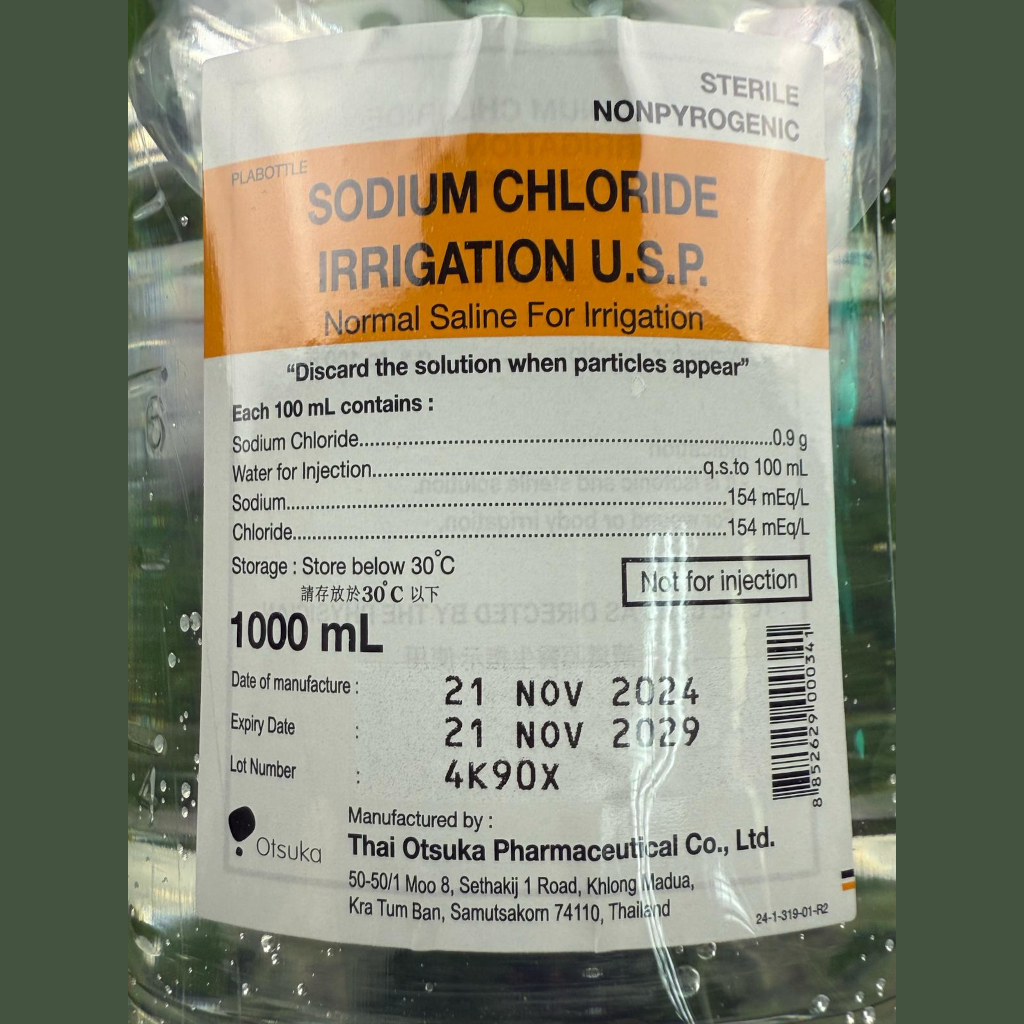 STERILE
NONPYROGENIC
PLABOTTLE
SODIUM CHLORIDE
IRRIGATION U.S.P.
Normal Saline For Irrigation
“Discard the solution when particles appear”
Each 100 mL contains :
Sodium Chloride..........0.9 g
Water for Injection..........q.s.to 100 mL
Sodium..........154 mEq/L
Chloride..........154 mEq/L
Storage : Store below 30°C
請存放於30°C 以下
Not for injection
1000 mL
Date of manufacture : 21 NOV 2024
Expiry Date : 21 NOV 2029
Lot Number : 4K90X
8 852629 000341
Otsuka
Manufactured by :
Thai Otsuka Pharmaceutical Co., Ltd.
50-50/1 Moo 8, Sethakij 1 Road, Khlong Madua,
Kra Tum Ban, Samutsakorn 74110, Thailand
24-1-319-01-R2